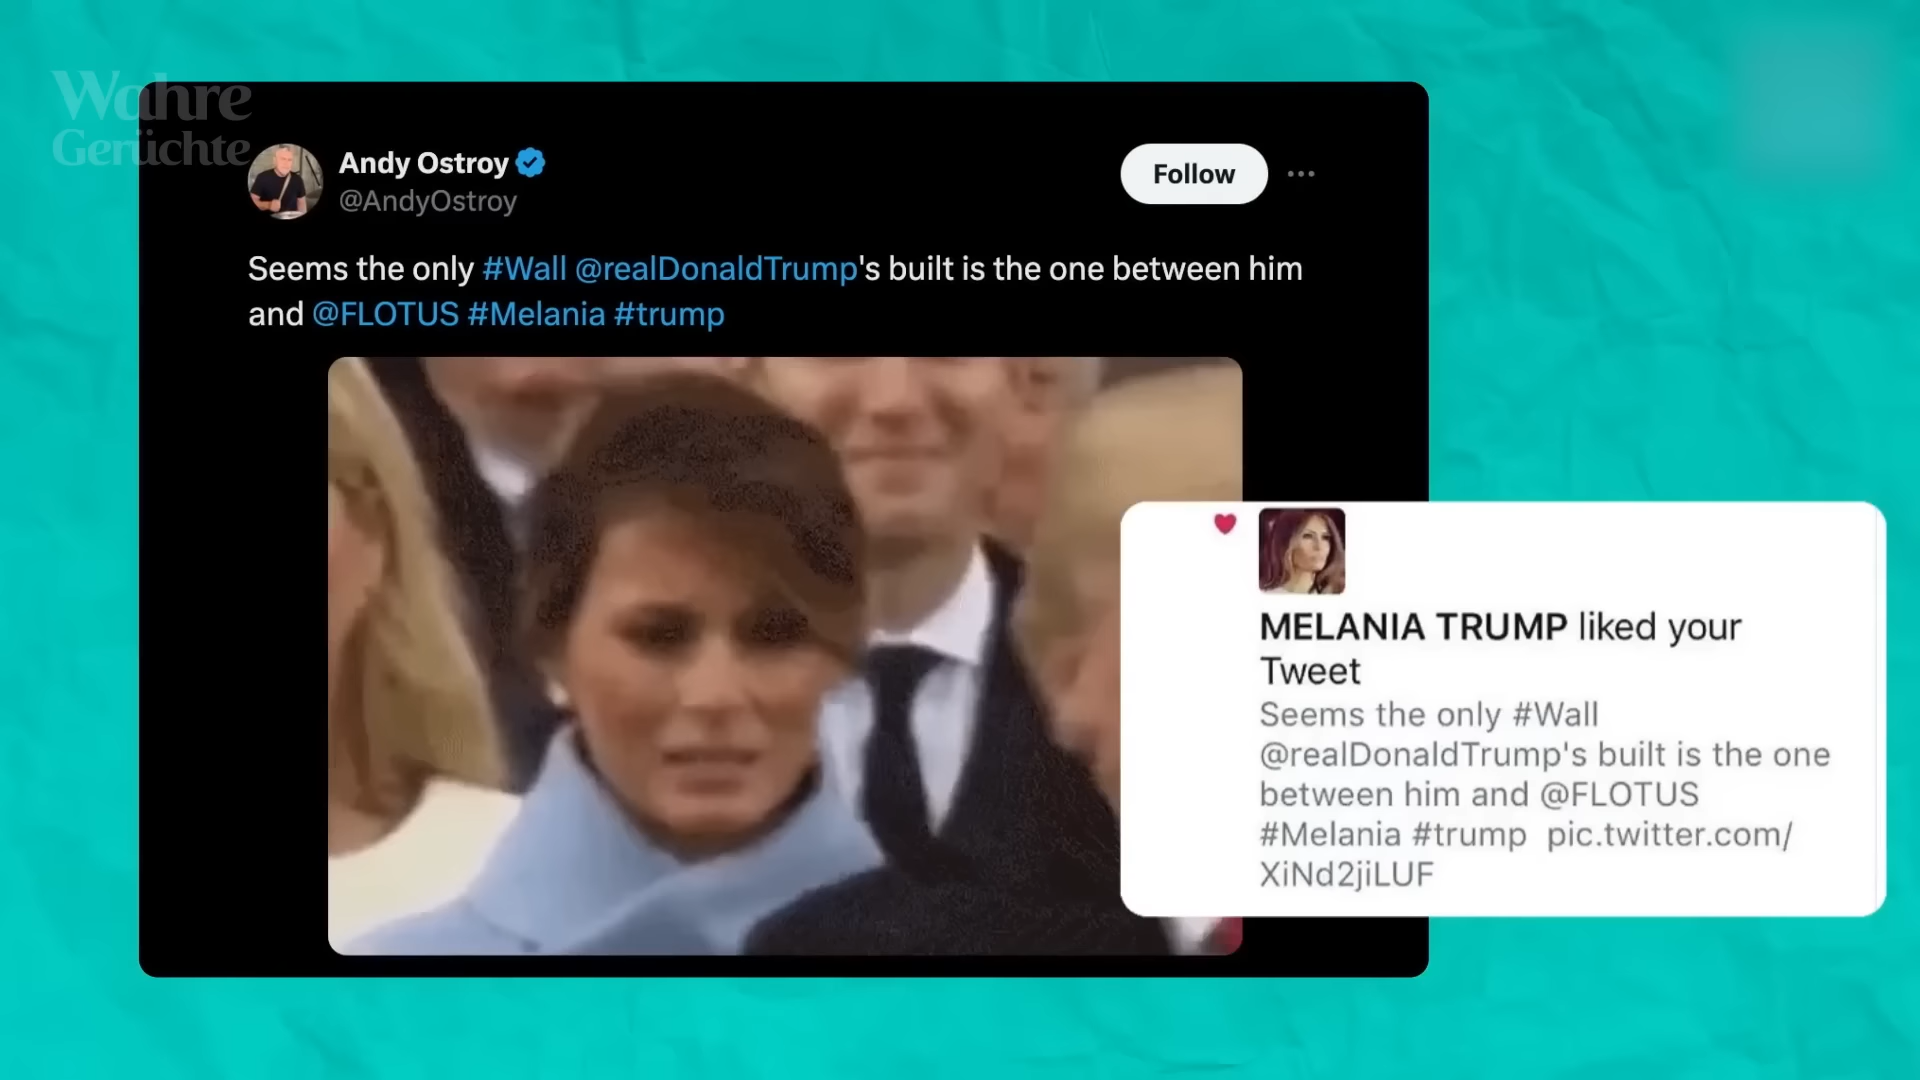 Wahre
Gerüchte
Andy Ostroy
@AndyOstroy
Follow
Seems the only #Wall @realDonaldTrump's built is the one between him
and @FLOTUS #Melania #trump
MELANIA TRUMP liked your
Tweet
Seems the only #Wall
@realDonaldTrump's built is the one
between him and @FLOTUS
#Melania #trump pic.twitter.com/
XiNd2jiLUF